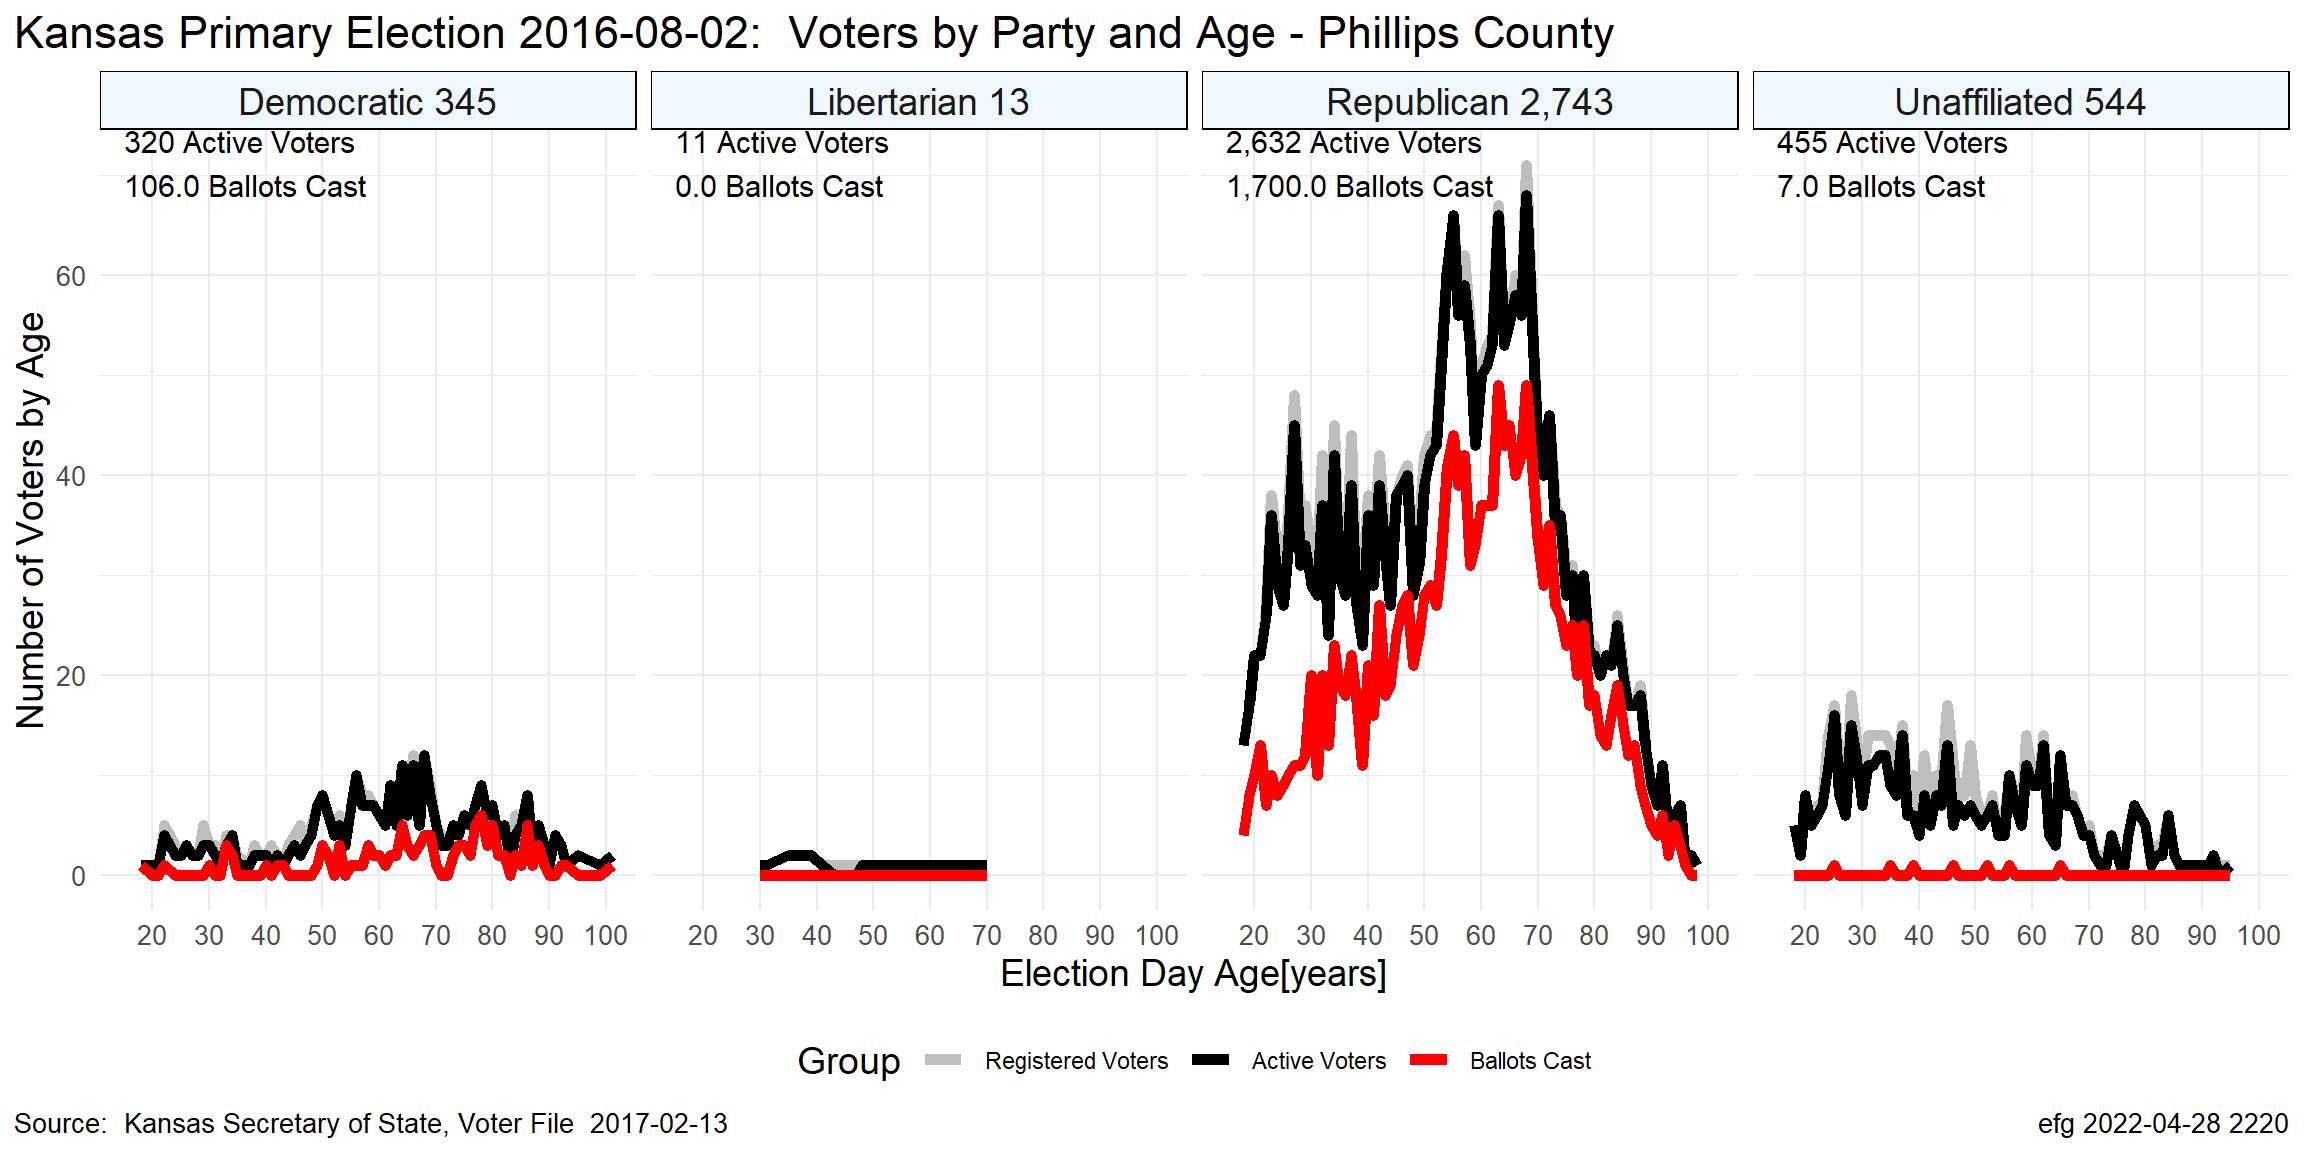 Kansas Primary Election 2016-08-02:  Voters by Party and Age - Phillips County
Democratic 345
Libertarian 13
Republican 2,743
Unaffiliated 544
320 Active Voters
106.0 Ballots Cast
11 Active Voters
0.0 Ballots Cast
2,632 Active Voters
1,700.0 Ballots Cast
455 Active Voters
7.0 Ballots Cast
Number of Voters by Age
60
40
20
0
20 30 40 50 60 70 80 90 100
20 30 40 50 60 70 80 90 100
20 30 40 50 60 70 80 90 100
20 30 40 50 60 70 80 90 100
Election Day Age[years]
Group Registered Voters Active Voters Ballots Cast
Source:  Kansas Secretary of State, Voter File  2017-02-13
efg 2022-04-28 2220